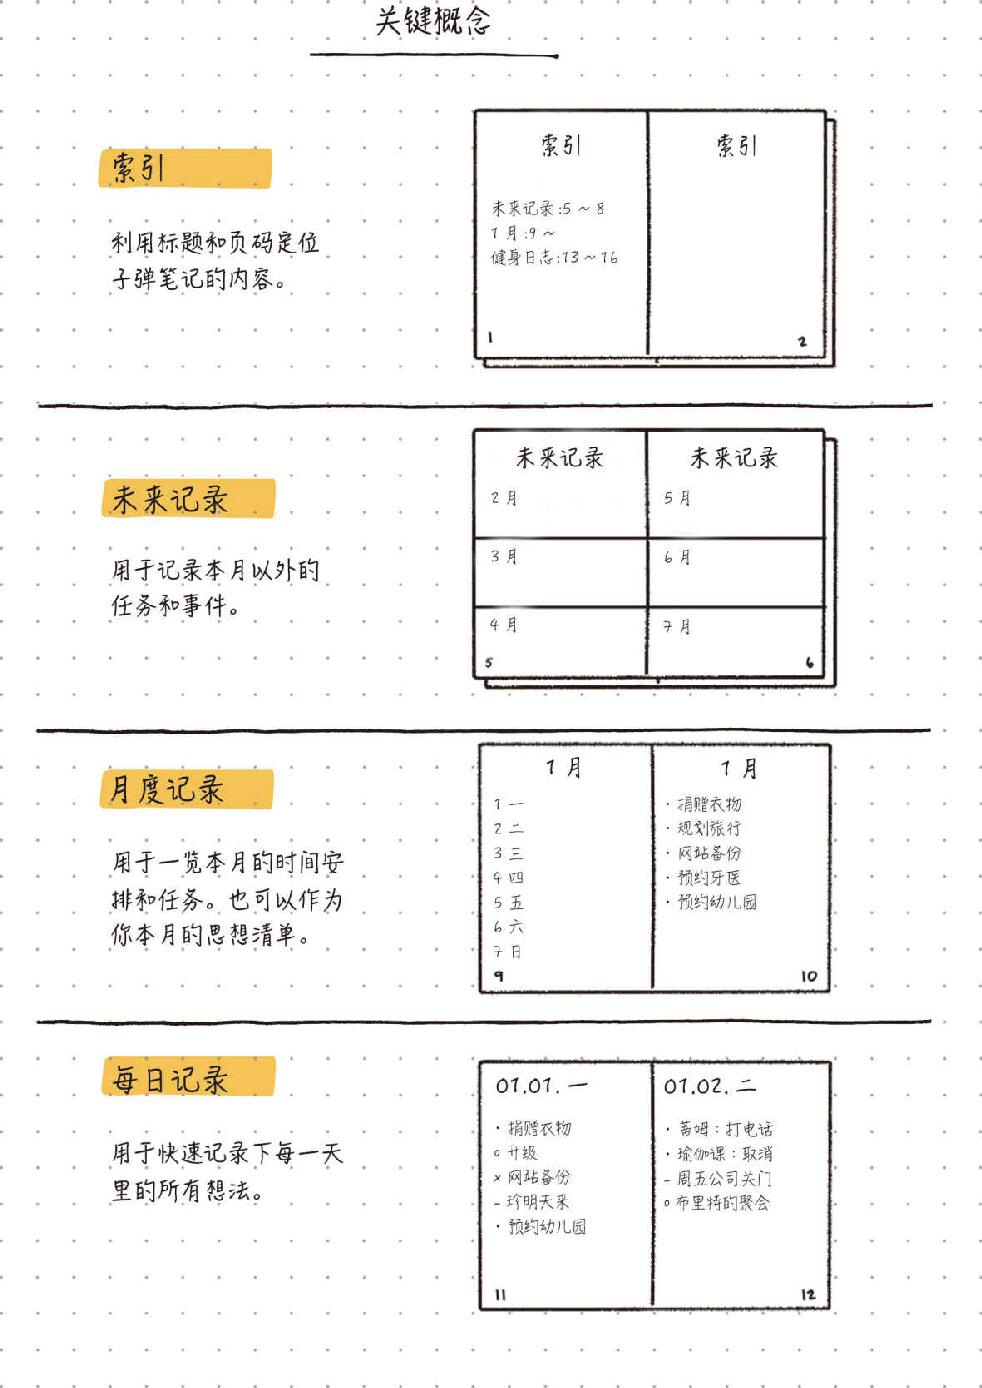 关键概念
索引
利用标题和页码定位
子弹笔记的内容。
索引
未来记录:5～8
1月:9～
健身日志:13～16
1
索引
2
未来记录
用于记录本月以外的
任务和事件。
未来记录
2月
3月
4月
5
未来记录
5月
6月
7月
6
月度记录
用于一览本月的时间安
排和任务。也可以作为
你本月的思想清单。
1月
1 一
2 二
3 三
4 四
5 五
6 六
7 日
9
1月
· 捐赠衣物
· 规划旅行
· 网站备份
· 预约牙医
· 预约幼儿园
10
每日记录
用于快速记录下每一天
里的所有想法。
01.01. 一
· 捐赠衣物
o 升级
x 网站备份
- 珍明天来
· 预约幼儿园
11
01.02. 二
· 蒂姆：打电话
· 瑜伽课：取消
- 周五公司关门
o 布里特的聚会
12